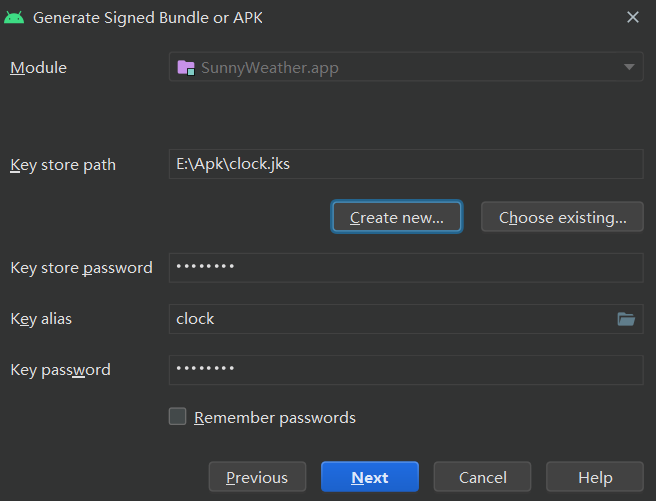 Generate Signed Bundle or APK
Module
SunnyWeather.app
Key store path
E:\Apk\clock.jks
Create new...
Choose existing...
Key store password
••••••••
Key alias
clock
Key password
••••••••
Remember passwords
Previous
Next
Cancel
Help